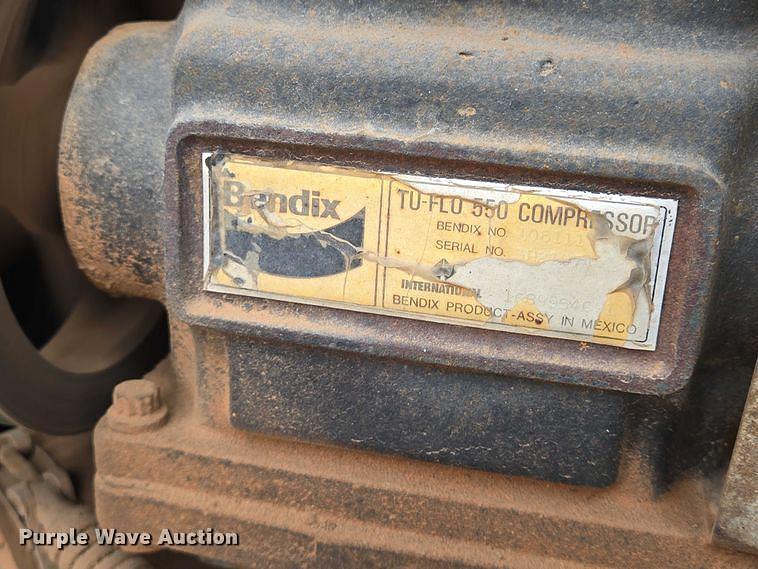 Bendix
TU-FLO 550 COMPRESSOR
BENDIX NO.
SERIAL NO.
INTERNATIONAL
BENDIX PRODUCT-ASSY IN MEXICO
Purple Wave Auction